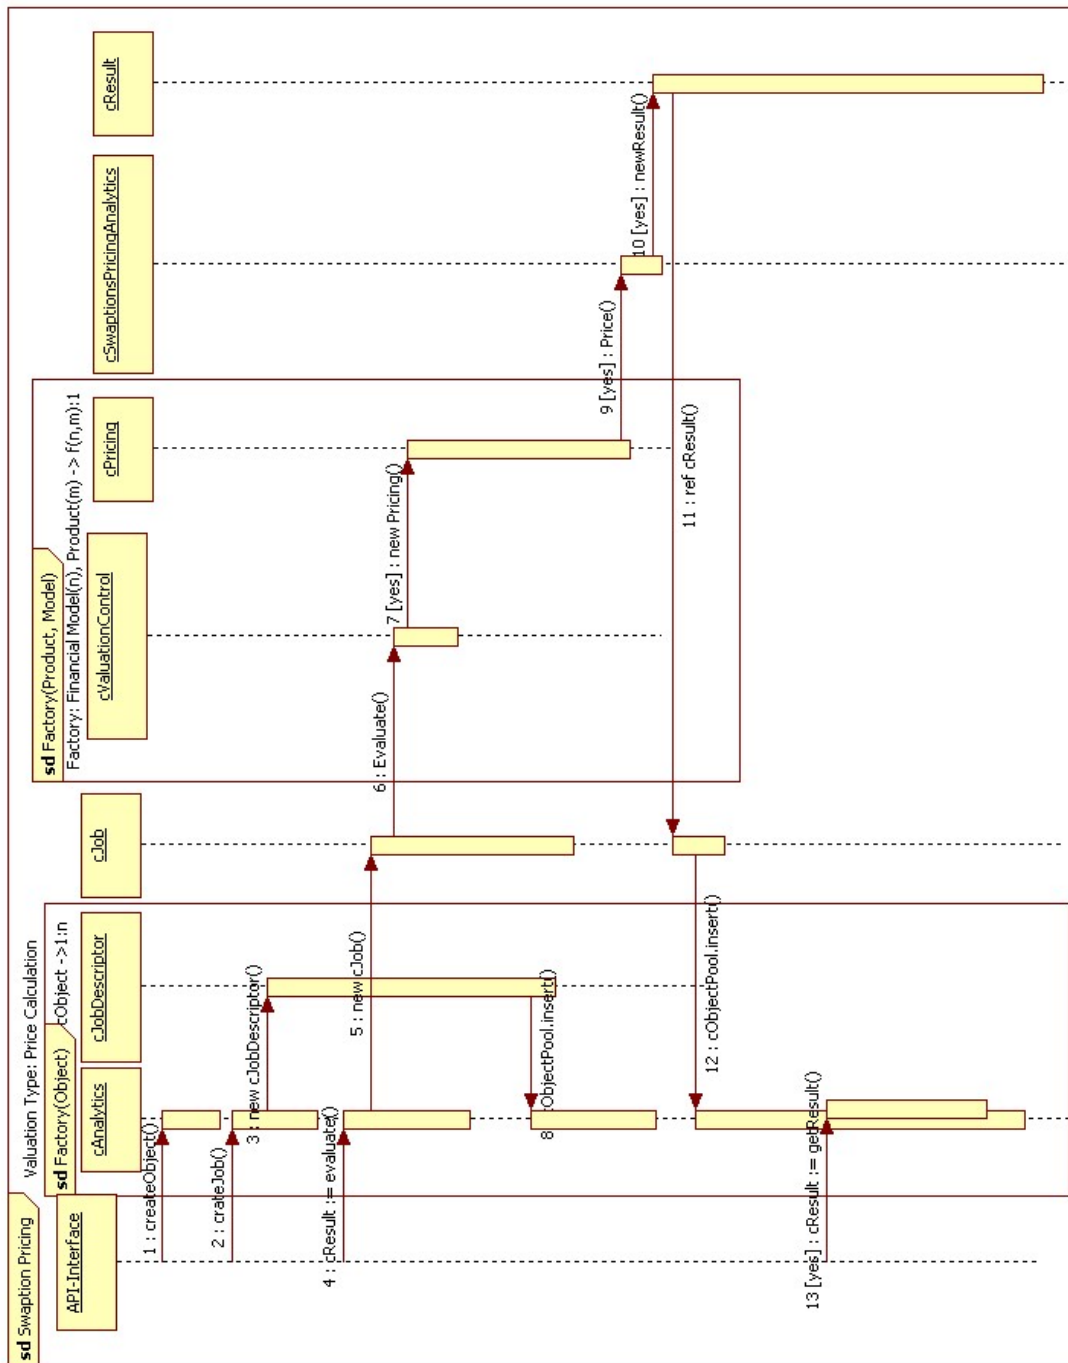 sd Swaption Pricing
Valuation Type: Price Calculation
sd Factory(Object)
cObject ->1:n
sd Factory(Product, Model)
Factory: Financial Model(n), Product(m) -> f(n,m):1
API-Interface
cAnalytics
cJobDescriptor
cJob
cValuationControl
cPricing
cSwaptionsPricingAnalytics
cResult
1 : createObject()
2 : crateJob()
3 : new cJobDescriptor()
4 : cResult := evaluate()
5 : new cJob()
6 : Evaluate()
7 [yes] : new Pricing()
8 : cObjectPool.insert()
9 [yes] : Price()
10 [yes] : newResult()
11 : ref cResult()
12 : cObjectPool.insert()
13 [yes] : cResult := getResult()